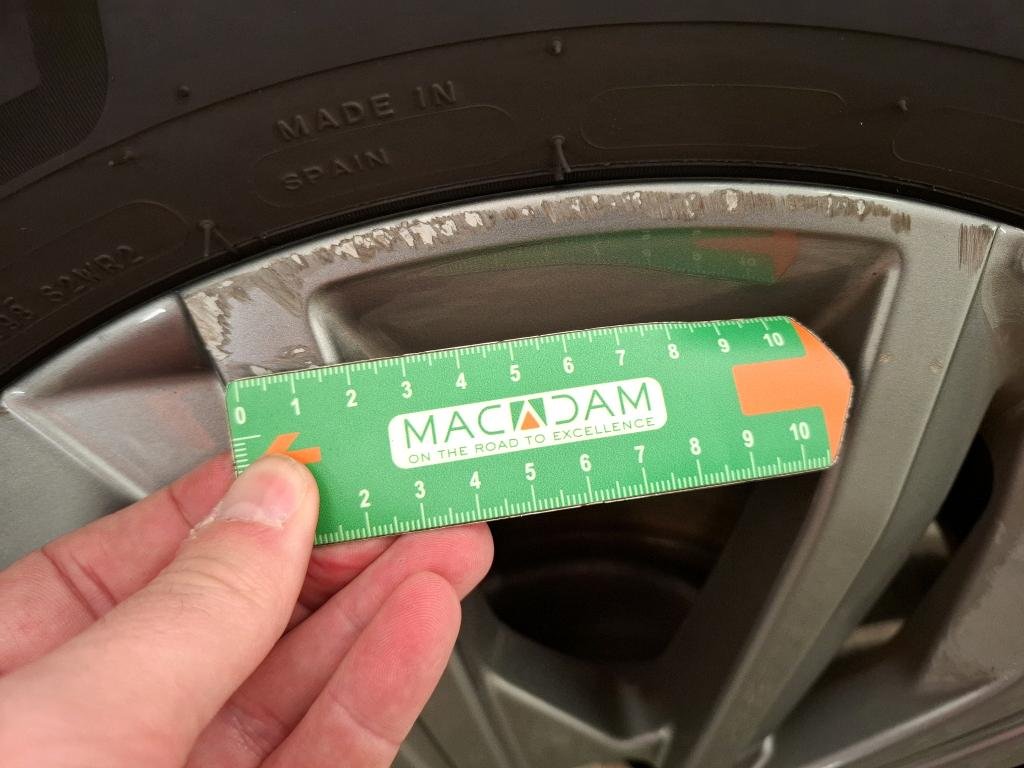 MADE IN
SPAIN
S2WR2
0 1 2 3 4 5 6 7 8 9 10
MACADAM
ON THE ROAD TO EXCELLENCE
2 3 4 5 6 7 8 9 10